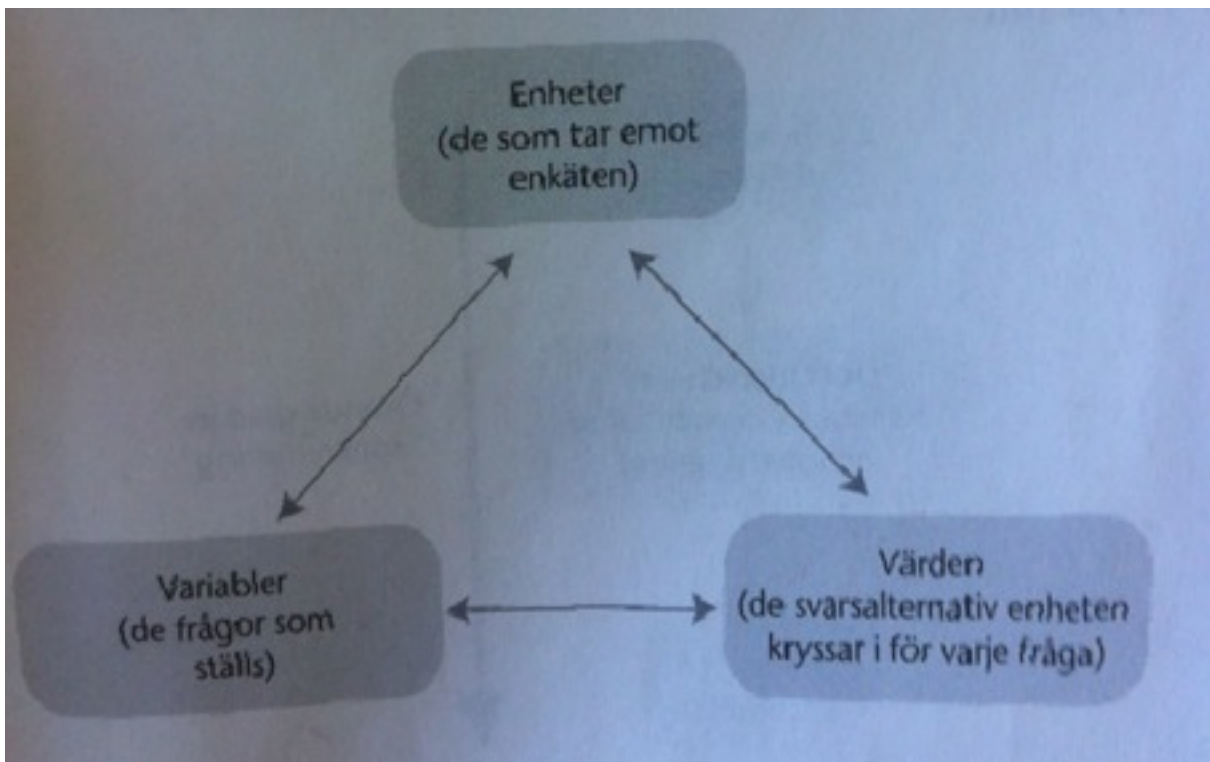 Enheter
(de som tar emot
enkäten)
Variabler
(de frågor som
ställs)
Värden
(de svarsalternativ enheten
kryssar i för varje fråga)